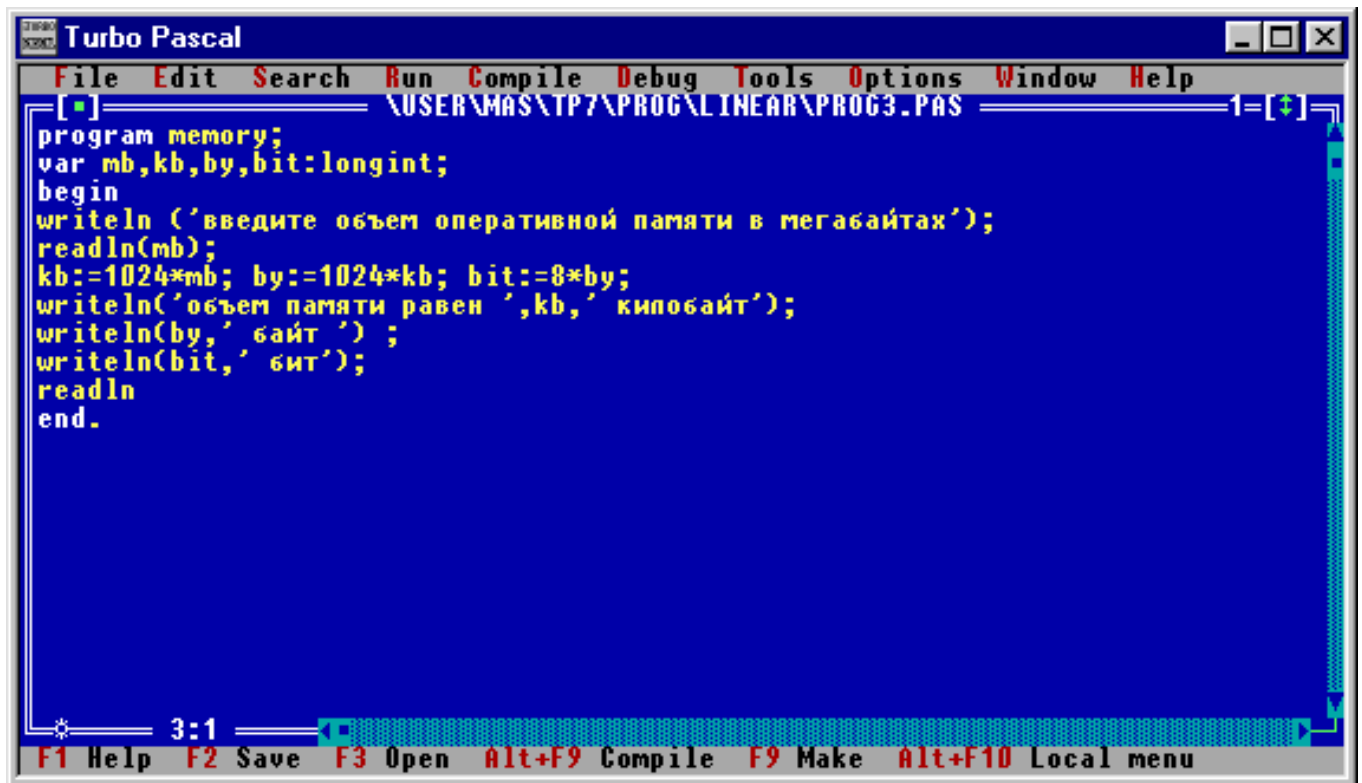 Turbo Pascal
File Edit Search Run Compile Debug Tools Options Window Help
\USER\MAS\TP7\PROG\LINEAR\PROG3.PAS 1=[↕]
program memory;
var mb,kb,by,bit:longint;
begin
writeln ('введите объем оперативной памяти в мегабайтах');
readln(mb);
kb:=1024*mb; by:=1024*kb; bit:=8*by;
writeln('объем памяти равен ',kb,' килобайт');
writeln(by,' байт ') ;
writeln(bit,' бит');
readln
end.
3:1
F1 Help F2 Save F3 Open Alt+F9 Compile F9 Make Alt+F10 Local menu